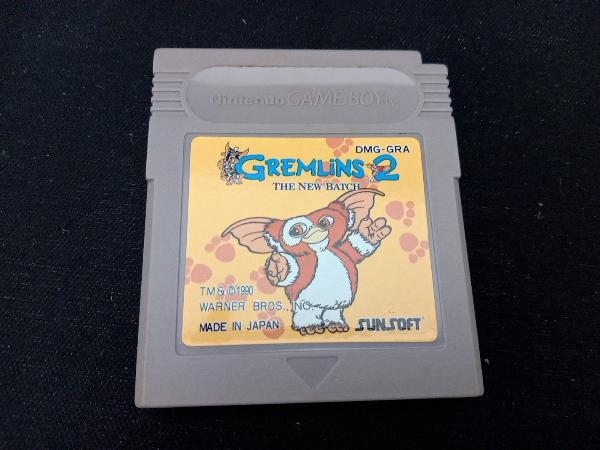 Nintendo GAME BOY TM
DMG-GRA
GREMLINS 2
TM
THE NEW BATCH
TM & ©1990
WARNER BROS., INC.
MADE IN JAPAN
SUNSOFT